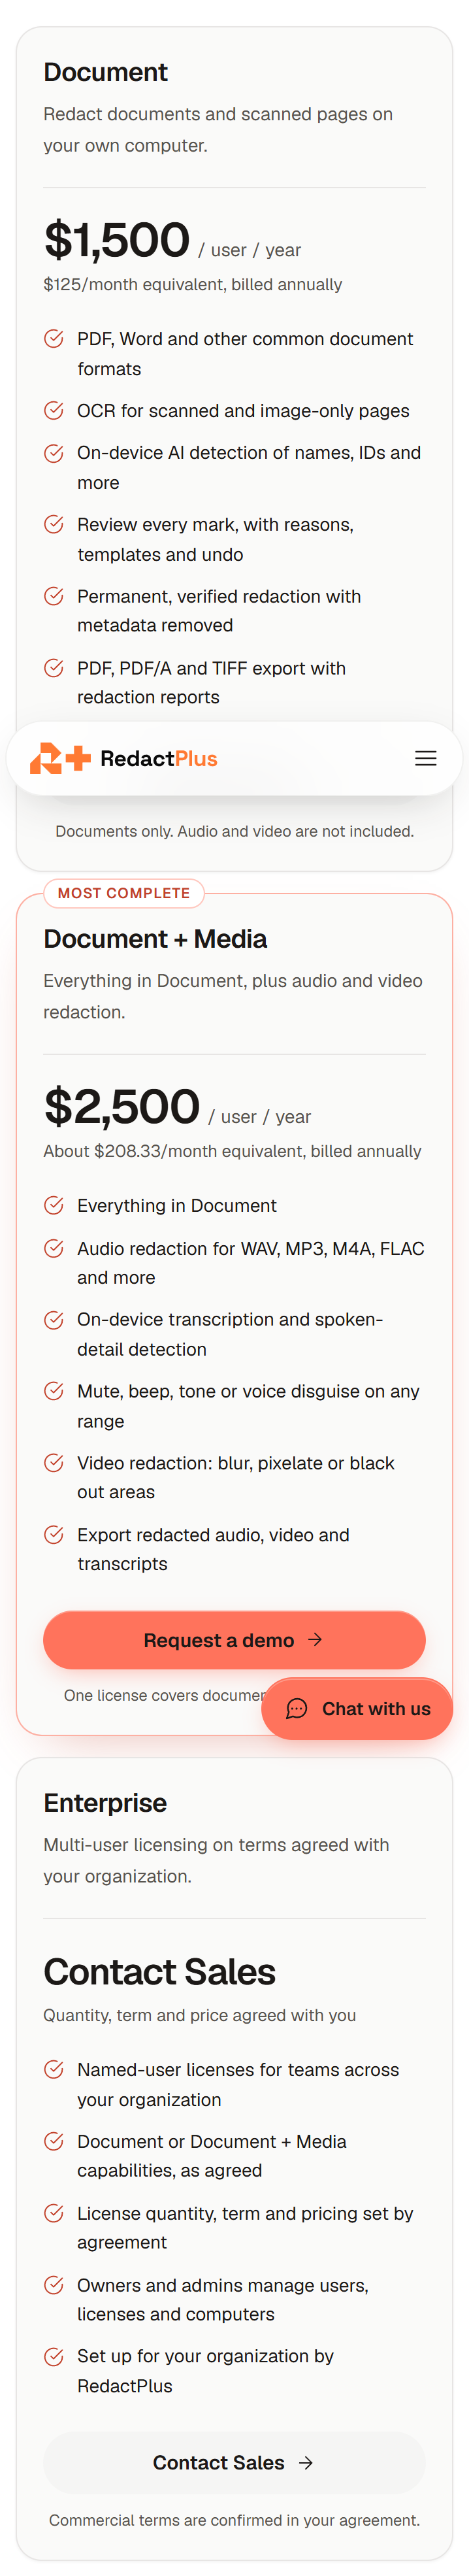 Document
Redact documents and scanned pages on
your own computer.
$1,500 / user / year
$125/month equivalent, billed annually
PDF, Word and other common document
formats
OCR for scanned and image-only pages
On-device AI detection of names, IDs and
more
Review every mark, with reasons,
templates and undo
Permanent, verified redaction with
metadata removed
PDF, PDF/A and TIFF export with
redaction reports
RedactPlus
Documents only. Audio and video are not included.
MOST COMPLETE
Document + Media
Everything in Document, plus audio and video
redaction.
$2,500 / user / year
About $208.33/month equivalent, billed annually
Everything in Document
Audio redaction for WAV, MP3, M4A, FLAC
and more
On-device transcription and spoken-
detail detection
Mute, beep, tone or voice disguise on any
range
Video redaction: blur, pixelate or black
out areas
Export redacted audio, video and
transcripts
Request a demo
One license covers
Chat with us
Enterprise
Multi-user licensing on terms agreed with
your organization.
Contact Sales
Quantity, term and price agreed with you
Named-user licenses for teams across
your organization
Document or Document + Media
capabilities, as agreed
License quantity, term and pricing set by
agreement
Owners and admins manage users,
licenses and computers
Set up for your organization by
RedactPlus
Contact Sales
Commercial terms are confirmed in your agreement.